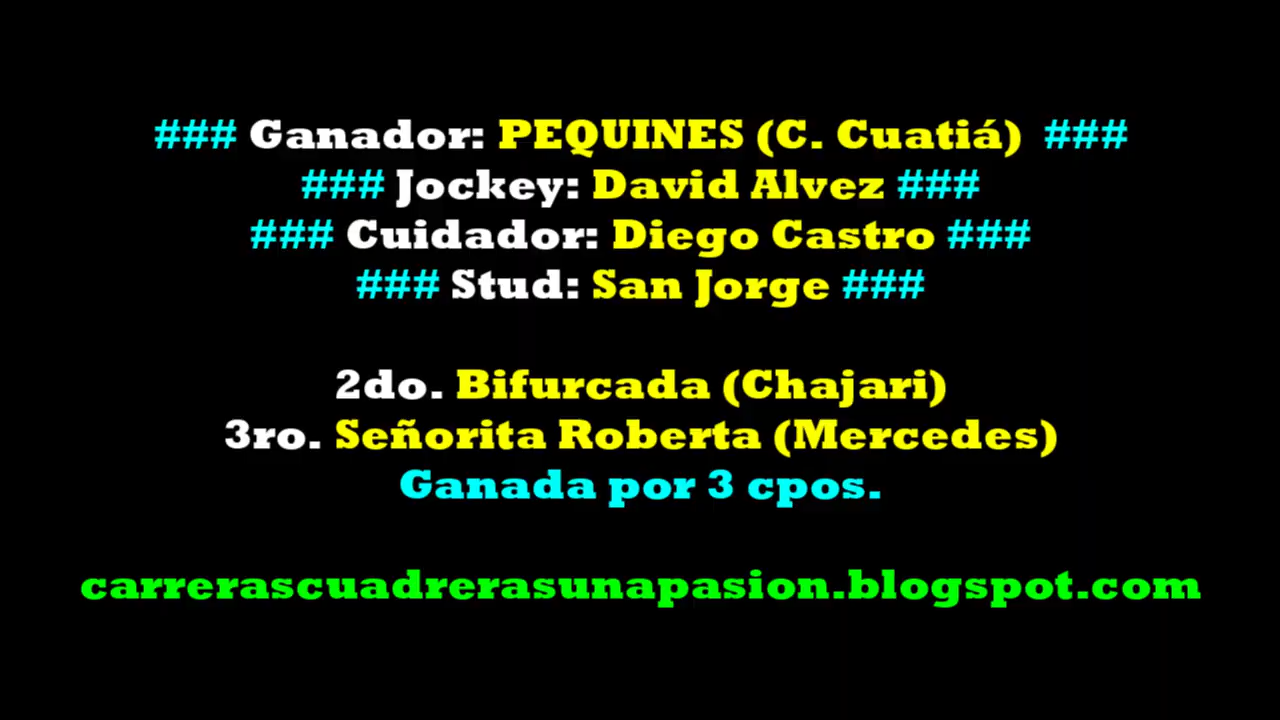 ### Ganador: PEQUINES (C. Cuatiá) ###
### Jockey: David Alvez ###
### Cuidador: Diego Castro ###
### Stud: San Jorge ###
2do. Bifurcada (Chajari)
3ro. Señorita Roberta (Mercedes)
Ganada por 3 cpos.
carrerascuadrerasunapasion.blogspot.com